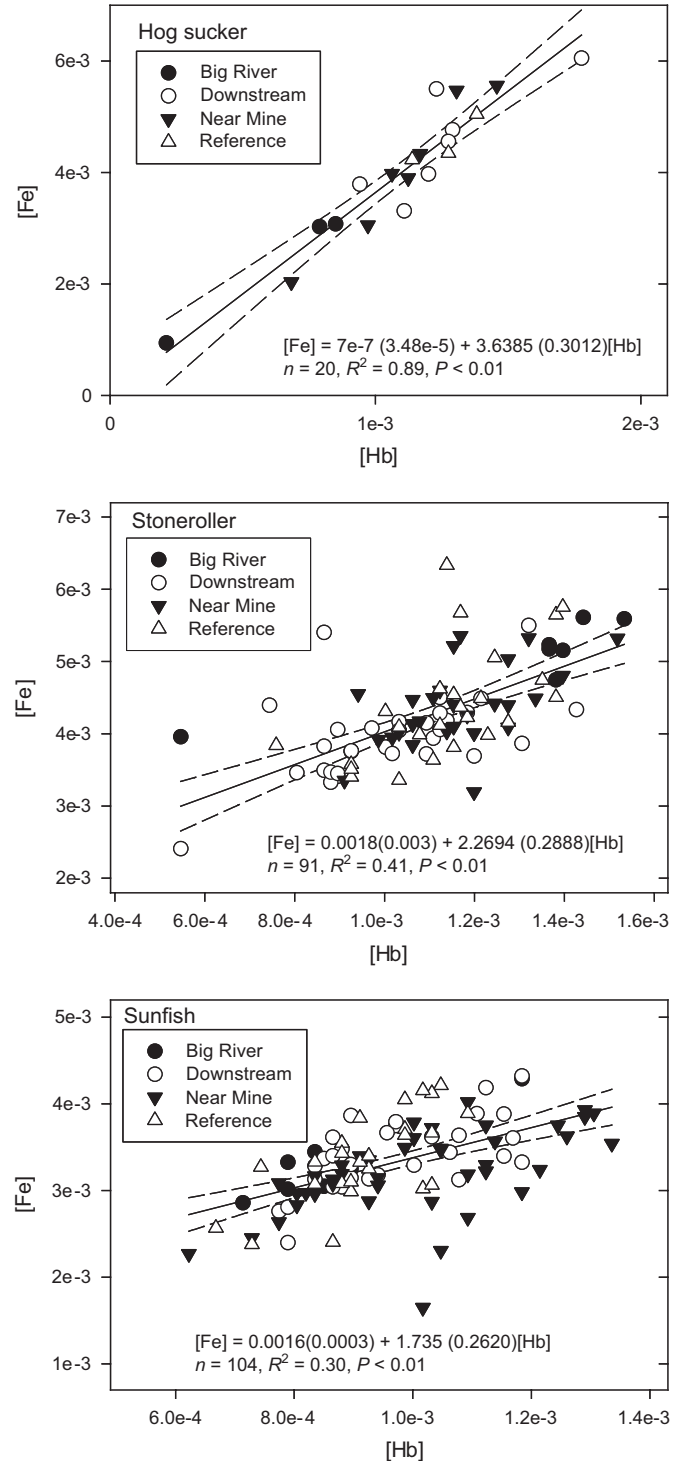 Hog sucker
Big River
Downstream
Near Mine
Reference
6e-3
4e-3
2e-3
0
[Fe]
[Fe] = 7e-7 (3.48e-5) + 3.6385 (0.3012)[Hb]
n = 20, R² = 0.89, P < 0.01
0 1e-3 2e-3
[Hb]
Stoneroller
Big River
Downstream
Near Mine
Reference
7e-3
6e-3
5e-3
4e-3
3e-3
2e-3
[Fe]
[Fe] = 0.0018(0.003) + 2.2694 (0.2888)[Hb]
n = 91, R² = 0.41, P < 0.01
4.0e-4 6.0e-4 8.0e-4 1.0e-3 1.2e-3 1.4e-3 1.6e-3
[Hb]
Sunfish
Big River
Downstream
Near Mine
Reference
5e-3
4e-3
3e-3
2e-3
1e-3
[Fe]
[Fe] = 0.0016(0.0003) + 1.735 (0.2620)[Hb]
n = 104, R² = 0.30, P < 0.01
6.0e-4 8.0e-4 1.0e-3 1.2e-3 1.4e-3
[Hb]